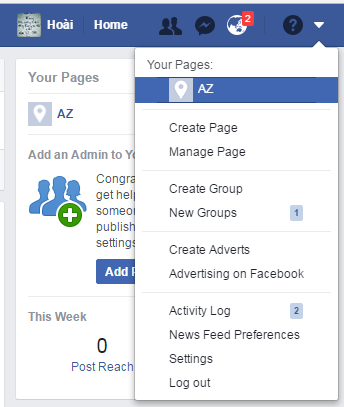 Hoài Home 2
Your Pages
AZ
Add an Admin to Yo
Congra
get help
someon
publish
settings
Add P
This Week
0
Post Reach
Your Pages:
AZ
Create Page
Manage Page
Create Group
New Groups 1
Create Adverts
Advertising on Facebook
Activity Log 2
News Feed Preferences
Settings
Log out